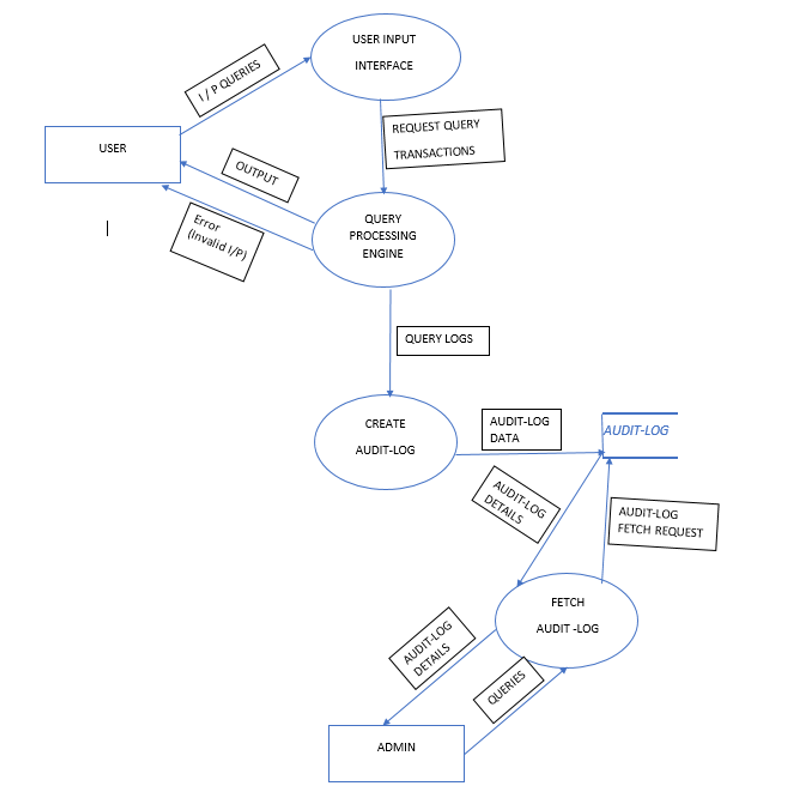 USER INPUT
INTERFACE
I / P QUERIES
REQUEST QUERY
TRANSACTIONS
USER
OUTPUT
Error
(Invalid I/P)
QUERY
PROCESSING
ENGINE
QUERY LOGS
CREATE
AUDIT-LOG
AUDIT-LOG
DATA
AUDIT-LOG
AUDIT-LOG
DETAILS
AUDIT-LOG
FETCH REQUEST
FETCH
AUDIT -LOG
AUDIT-LOG
DETAILS
QUERIES
ADMIN